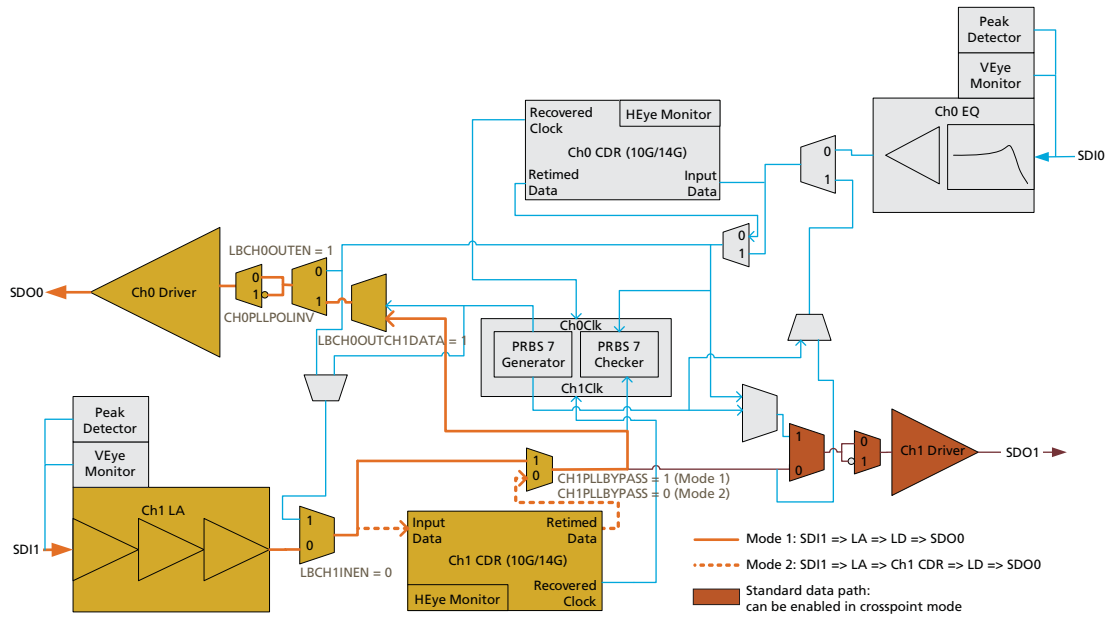 Peak
Detector
VEye
Monitor
Ch0 EQ
SDI0
Recovered
Clock
HEye Monitor
Ch0 CDR (10G/14G)
Retimed
Data
Input
Data
0
1
0
1
LBCH0OUTEN = 1
SDO0
Ch0 Driver
0
1
CH0PLLPOLINV
0
1
LBCH0OUTCH1DATA = 1
Ch0Clk
PRBS 7
Generator
PRBS 7
Checker
Ch1Clk
Peak
Detector
VEye
Monitor
Ch1 LA
SDI1
1
0
LBCH1INEN = 0
1
0
CH1PLLBYPASS = 1 (Mode 1)
CH1PLLBYPASS = 0 (Mode 2)
1
0
0
1
Ch1 Driver
SDO1
Input
Data
Retimed
Data
Ch1 CDR (10G/14G)
HEye Monitor
Recovered
Clock
Mode 1: SDI1 => LA => LD => SDO0
Mode 2: SDI1 => LA => Ch1 CDR => LD => SDO0
Standard data path:
can be enabled in crosspoint mode